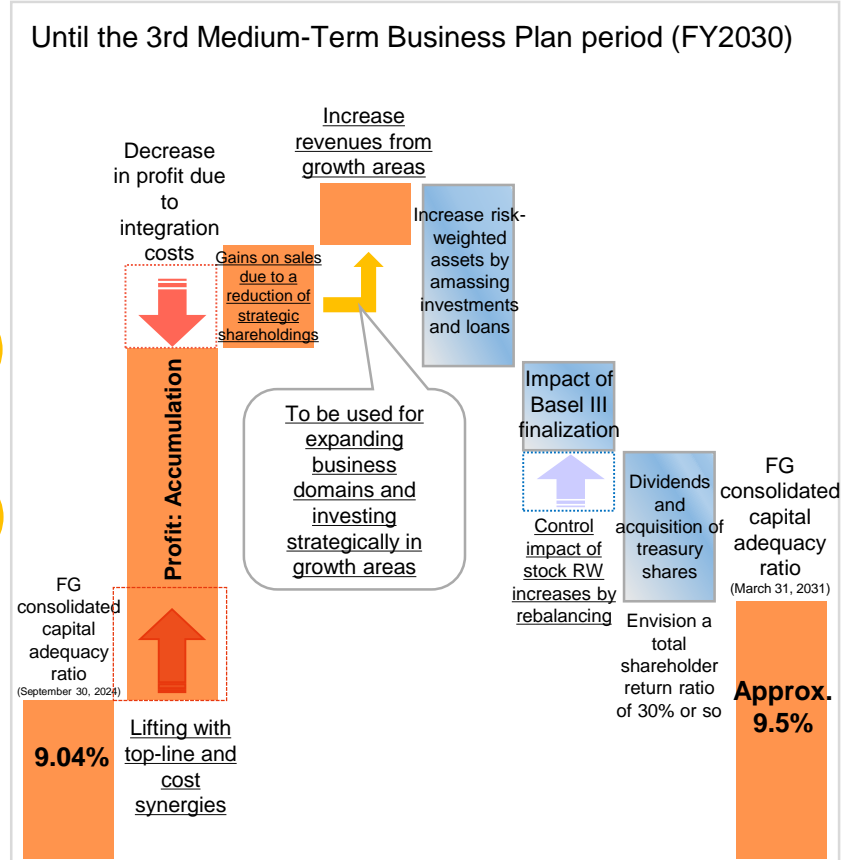 Until the 3rd Medium-Term Business Plan period (FY2030)
Increase
revenues from
growth areas
Decrease
in profit due
to
integration
costs
Gains on sales
due to a
reduction of
strategic
shareholdings
Increase risk-
weighted
assets by
amassing
investments
and loans
Profit: Accumulation
To be used for
expanding
business
domains and
investing
strategically in
growth areas
Impact of
Basel III
finalization
Control
impact of
stock RW
increases by
rebalancing
Dividends
and
acquisition of
treasury
shares
Envision a
total
shareholder
return ratio
of 30% or so
FG
consolidated
capital
adequacy
ratio
(March 31, 2031)
Approx.
9.5%
FG
consolidated
capital
adequacy
ratio
(September 30, 2024)
9.04%
Lifting with
top-line and
cost
synergies